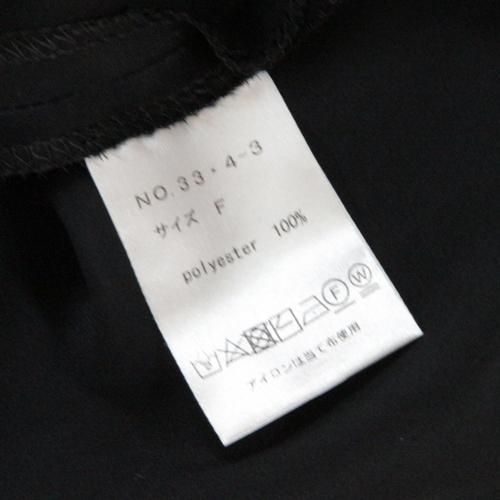 NO.33・4-3
サイズ F
polyester 100%
F W
アイロンは当て布使用